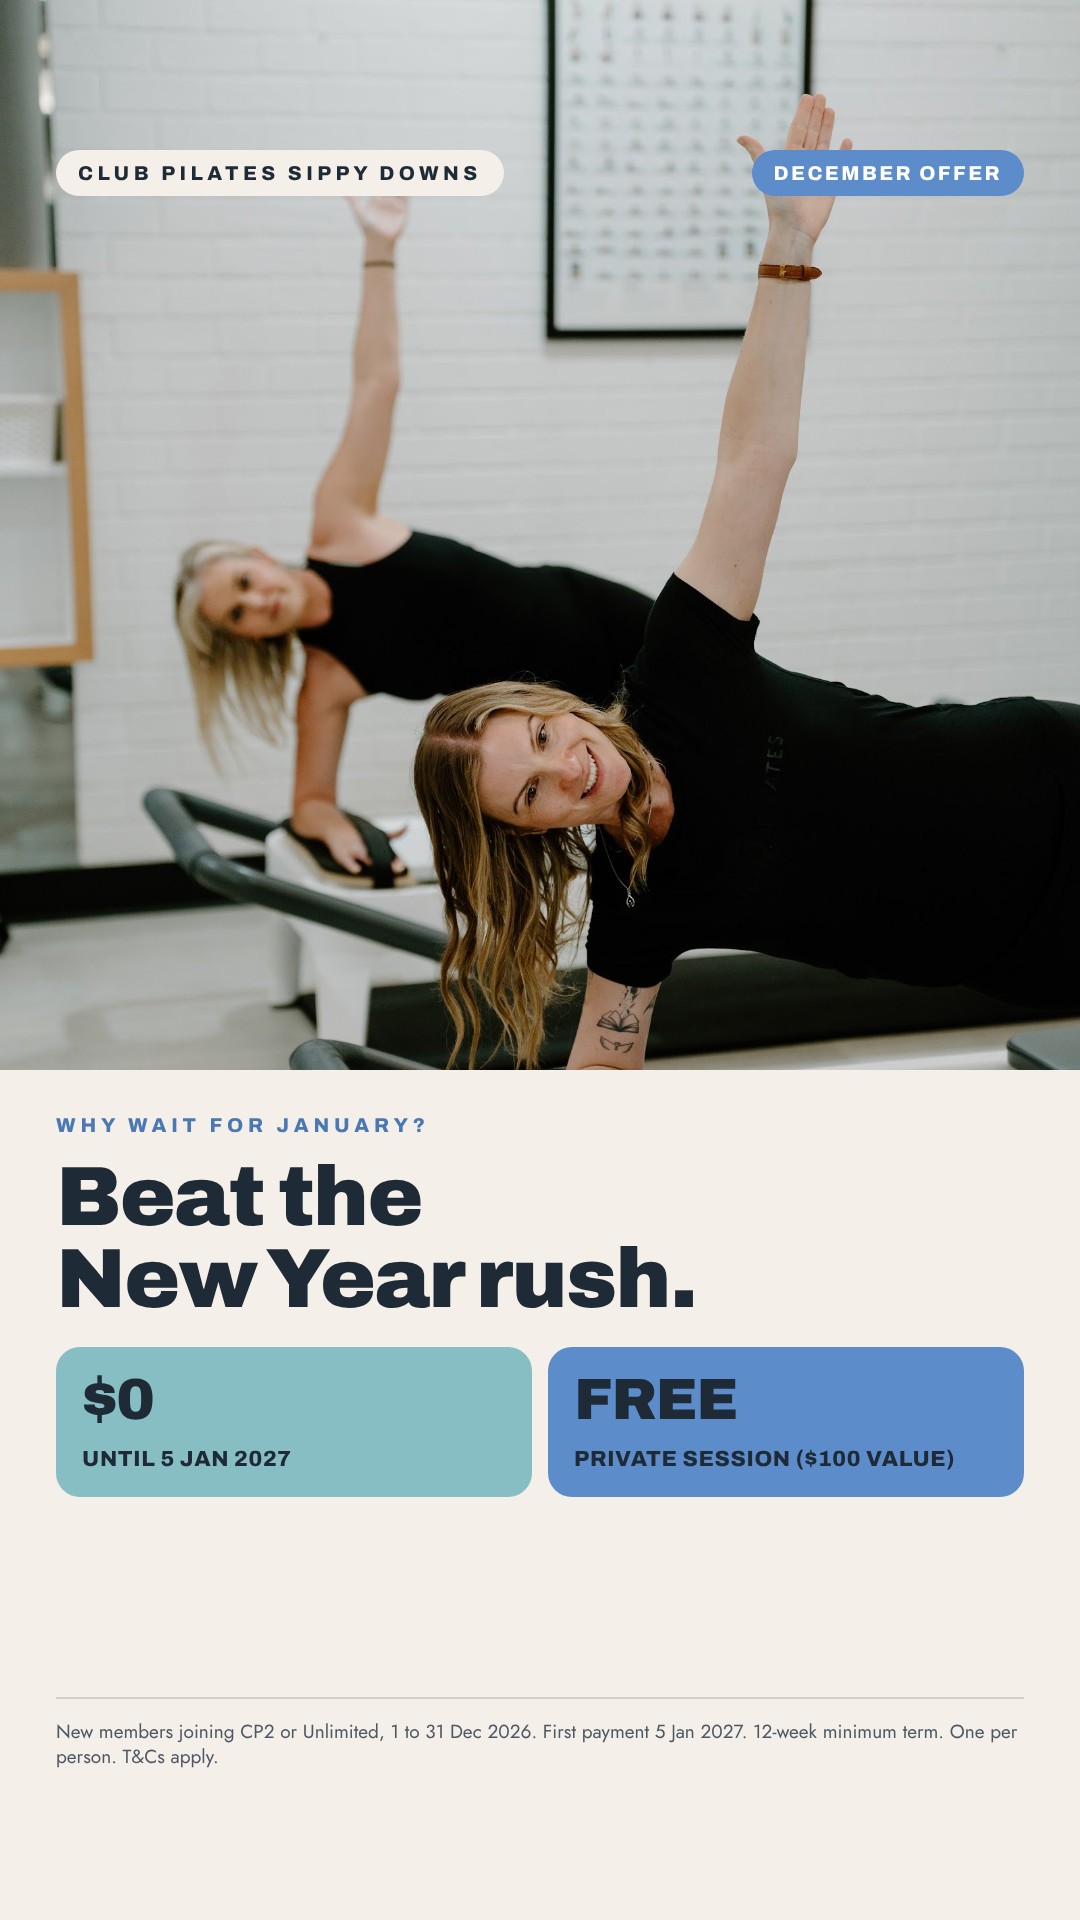 CLUB PILATES SIPPY DOWNS
DECEMBER OFFER
ATES
WHY WAIT FOR JANUARY?
Beat the
New Year rush.
$0
UNTIL 5 JAN 2027
FREE
PRIVATE SESSION ($100 VALUE)
New members joining CP2 or Unlimited, 1 to 31 Dec 2026. First payment 5 Jan 2027. 12-week minimum term. One per
person. T&Cs apply.